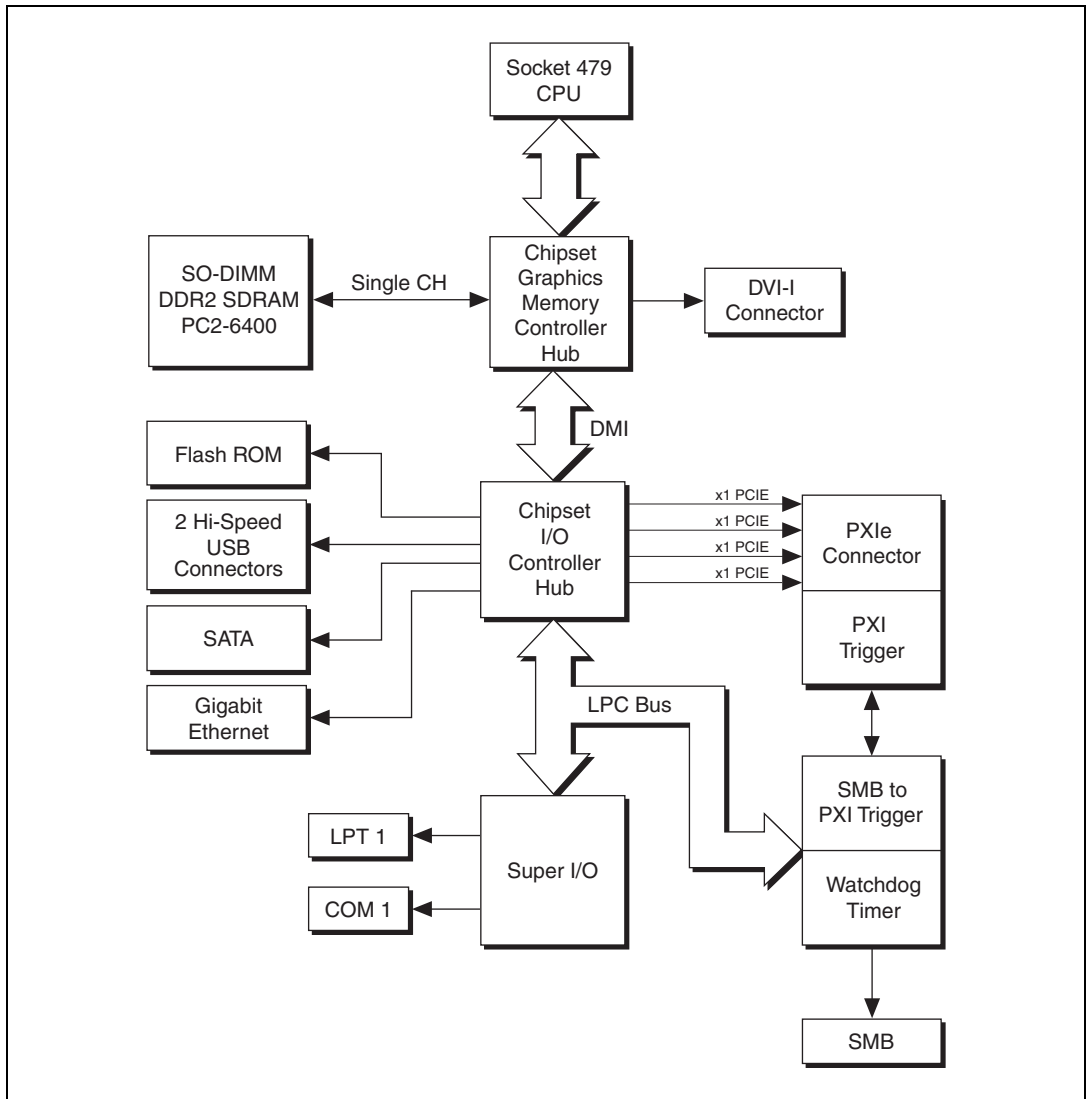 Socket 479
CPU
SO-DIMM
DDR2 SDRAM
PC2-6400
Single CH
Chipset
Graphics
Memory
Controller
Hub
DVI-I
Connector
DMI
Flash ROM
2 Hi-Speed
USB
Connectors
SATA
Gigabit
Ethernet
Chipset
I/O
Controller
Hub
x1 PCIE
x1 PCIE
x1 PCIE
x1 PCIE
PXIe
Connector
PXI
Trigger
LPC Bus
LPT 1
COM 1
Super I/O
SMB to
PXI Trigger
Watchdog
Timer
SMB